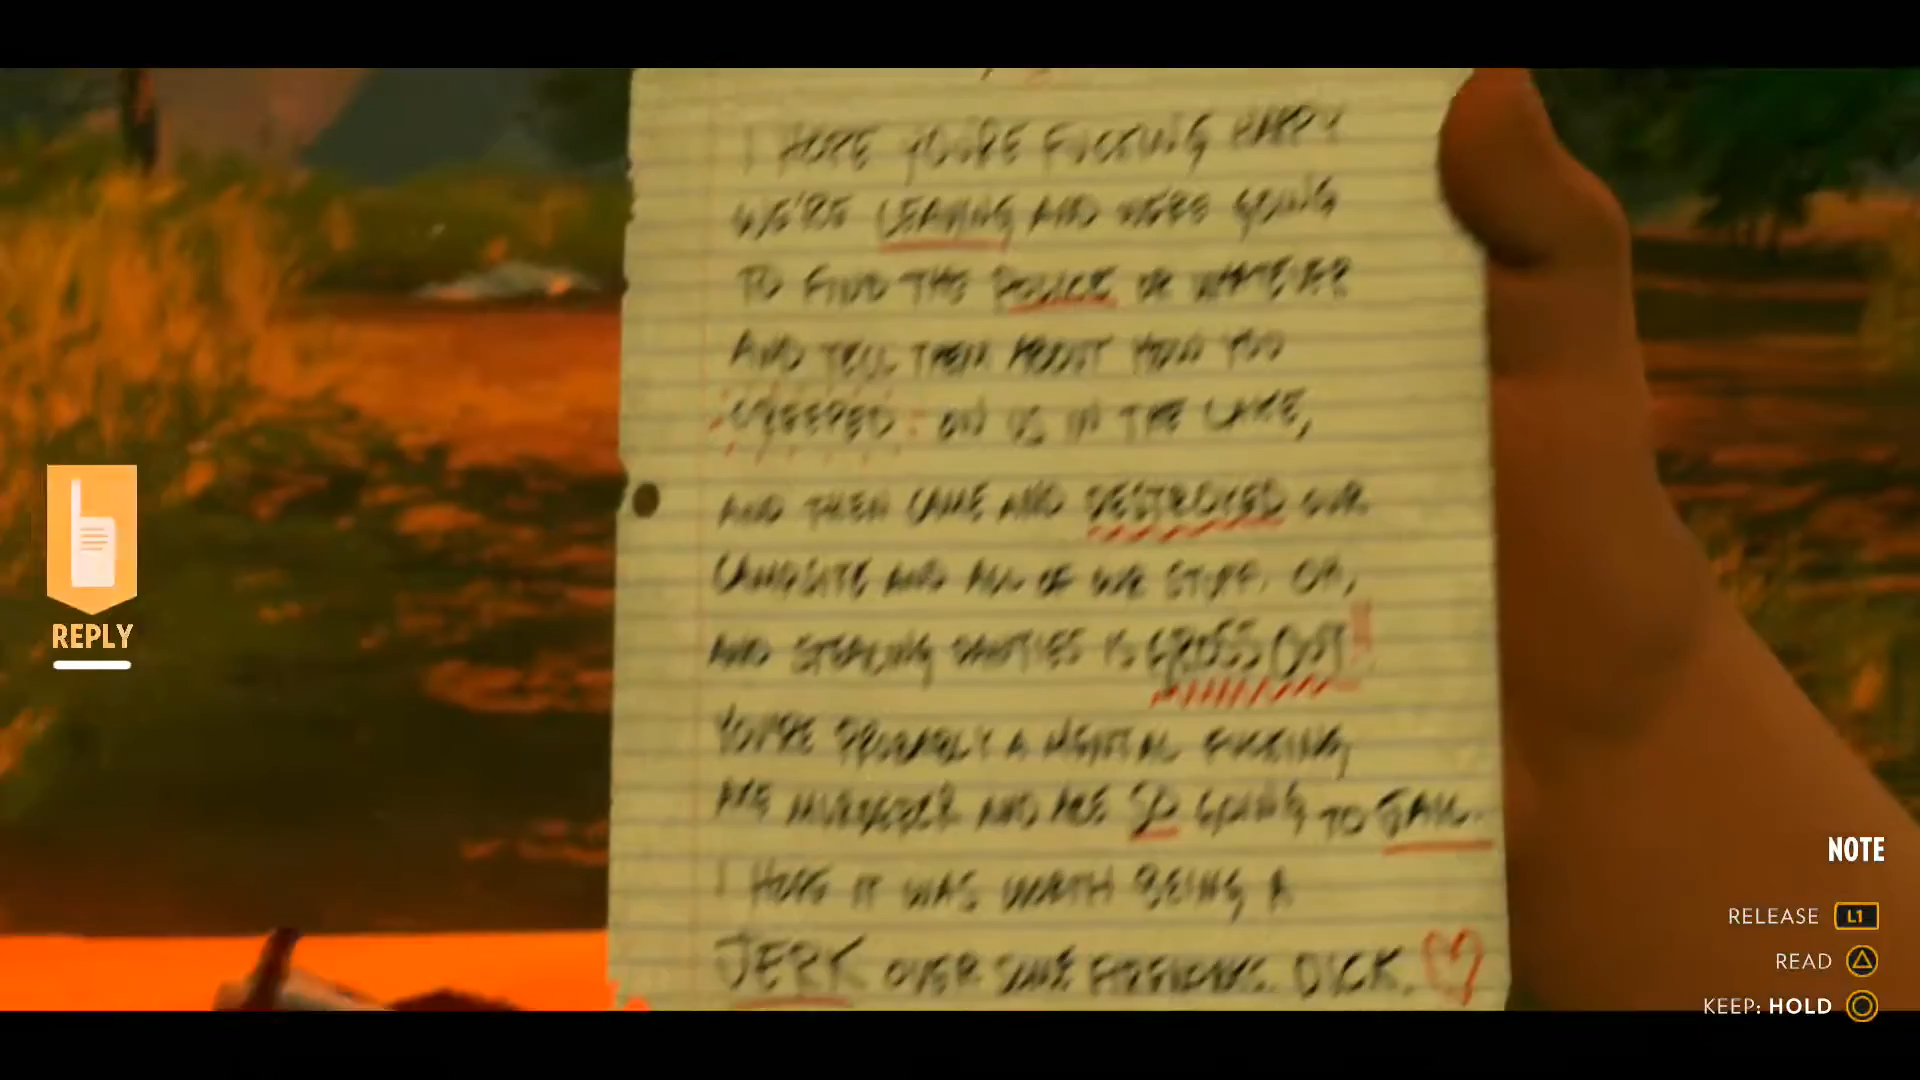 I HOPE YOU'RE FUCKING HAPPY
WE'RE LEAVING AND WERE GOING
TO FIND THE POLICE OR WHATEVER
AND TELL THEM ABOUT HOW YOU
CREEPED ON US IN THE LAKE,
AND THEN CAME AND DESTROYED OUR
CAMPSITE AND ALL OF OUR STUFF. OH,
AND STEALING PANTIES IS GROSS OUT!!
YOU'RE PROBABLY A MENTAL FUCKING,
AXE MURDERER AND ARE SO GOING TO JAIL.
I HOPE IT WAS WORTH BEING A
JERK OVER SOME FIREWORKS. DICK.
REPLY
NOTE
RELEASE L1
READ
KEEP: HOLD